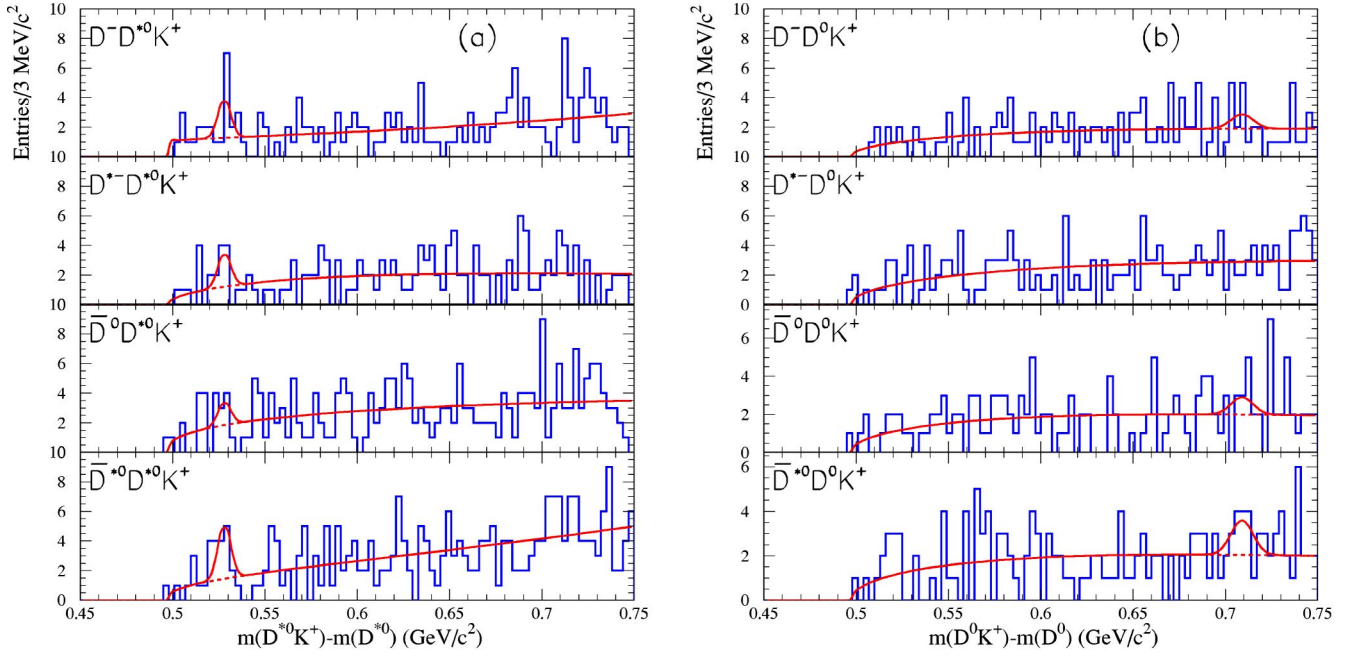 Entries/3 MeV/c²
(a)
D⁻D*⁰K⁺
10
8
6
4
2
D*⁻D*⁰K⁺
10
8
6
4
2
D̅⁰D*⁰K⁺
10
8
6
4
2
D̅*⁰D*⁰K⁺
10
8
6
4
2
0
0.45 0.5 0.55 0.6 0.65 0.7 0.75
m(D*⁰K⁺)-m(D*⁰) (GeV/c²)
Entries/3 MeV/c²
(b)
D⁻D⁰K⁺
10
8
6
4
2
D*⁻D⁰K⁺
10
8
6
4
2
0
D̅⁰D⁰K⁺
6
4
2
0
D̅*⁰D⁰K⁺
6
4
2
0
0.45 0.5 0.55 0.6 0.65 0.7 0.75
m(D⁰K⁺)-m(D⁰) (GeV/c²)